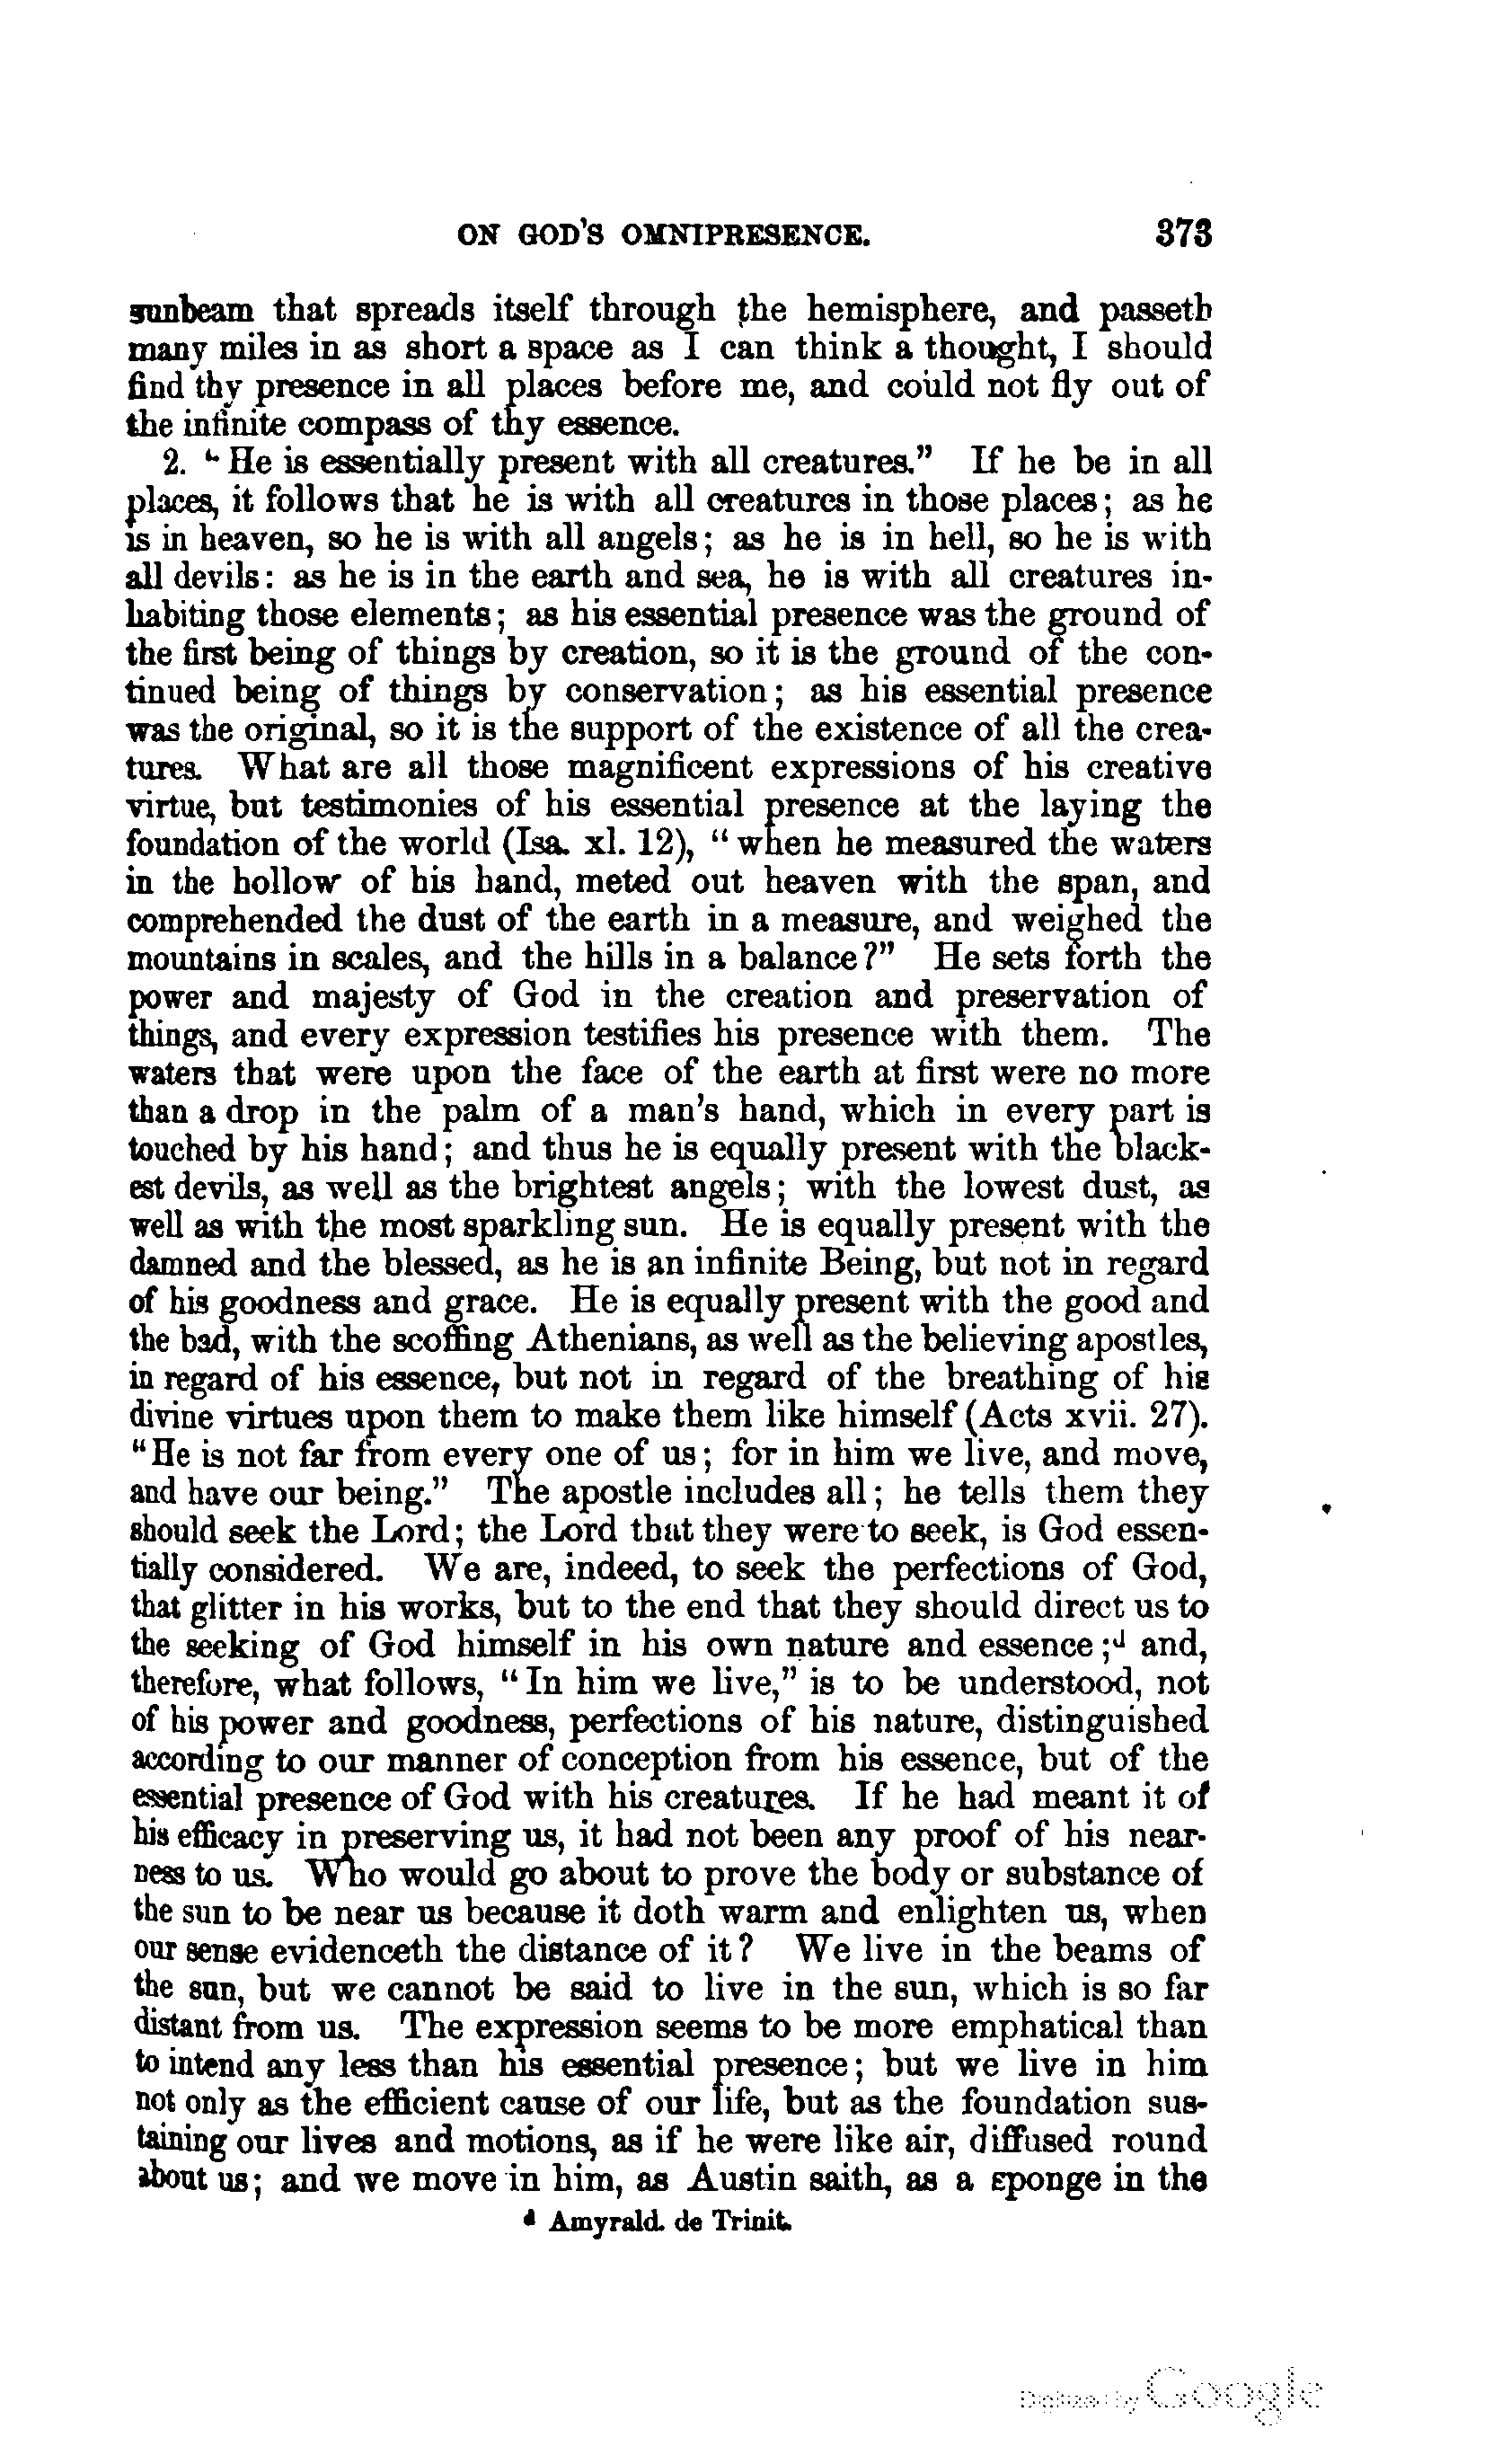 ON GOD'S OMNIPRESENCE. 373
sunbeam that spreads itself through the hemisphere, and passeth
many miles in as short a space as I can think a thought, I should
find thy presence in all places before me, and could not fly out of
the infinite compass of thy essence.
2. "He is essentially present with all creatures." If he be in all
places, it follows that he is with all creatures in those places; as he
is in heaven, so he is with all angels; as he is in hell, so he is with
all devils: as he is in the earth and sea, he is with all creatures in-
habiting those elements; as his essential presence was the ground of
the first being of things by creation, so it is the ground of the con-
tinued being of things by conservation; as his essential presence
was the original, so it is the support of the existence of all the crea-
tures. What are all those magnificent expressions of his creative
virtue, but testimonies of his essential presence at the laying the
foundation of the world (Isa. xl. 12), "when he measured the waters
in the hollow of his hand, meted out heaven with the span, and
comprehended the dust of the earth in a measure, and weighed the
mountains in scales, and the hills in a balance?" He sets forth the
power and majesty of God in the creation and preservation of
things, and every expression testifies his presence with them. The
waters that were upon the face of the earth at first were no more
than a drop in the palm of a man's hand, which in every part is
touched by his hand; and thus he is equally present with the black-
est devils, as well as the brightest angels; with the lowest dust, as
well as with the most sparkling sun. He is equally present with the
damned and the blessed, as he is an infinite Being, but not in regard
of his goodness and grace. He is equally present with the good and
the bad, with the scoffing Athenians, as well as the believing apostles,
in regard of his essence, but not in regard of the breathing of his
divine virtues upon them to make them like himself (Acts xvii. 27).
"He is not far from every one of us; for in him we live, and move,
and have our being." The apostle includes all; he tells them they
should seek the Lord; the Lord that they were to seek, is God essen-
tially considered. We are, indeed, to seek the perfections of God,
that glitter in his works, but to the end that they should direct us to
the seeking of God himself in his own nature and essence;d and,
therefore, what follows, "In him we live," is to be understood, not
of his power and goodness, perfections of his nature, distinguished
according to our manner of conception from his essence, but of the
essential presence of God with his creatures. If he had meant it of
his efficacy in preserving us, it had not been any proof of his near-
ness to us. Who would go about to prove the body or substance of
the sun to be near us because it doth warm and enlighten us, when
our sense evidenceth the distance of it? We live in the beams of
the sun, but we cannot be said to live in the sun, which is so far
distant from us. The expression seems to be more emphatical than
to intend any less than his essential presence; but we live in him
not only as the efficient cause of our life, but as the foundation sus-
taining our lives and motions, as if he were like air, diffused round
about us; and we move in him, as Austin saith, as a sponge in the
d Amyrald. de Trinit.
Digitized by Google